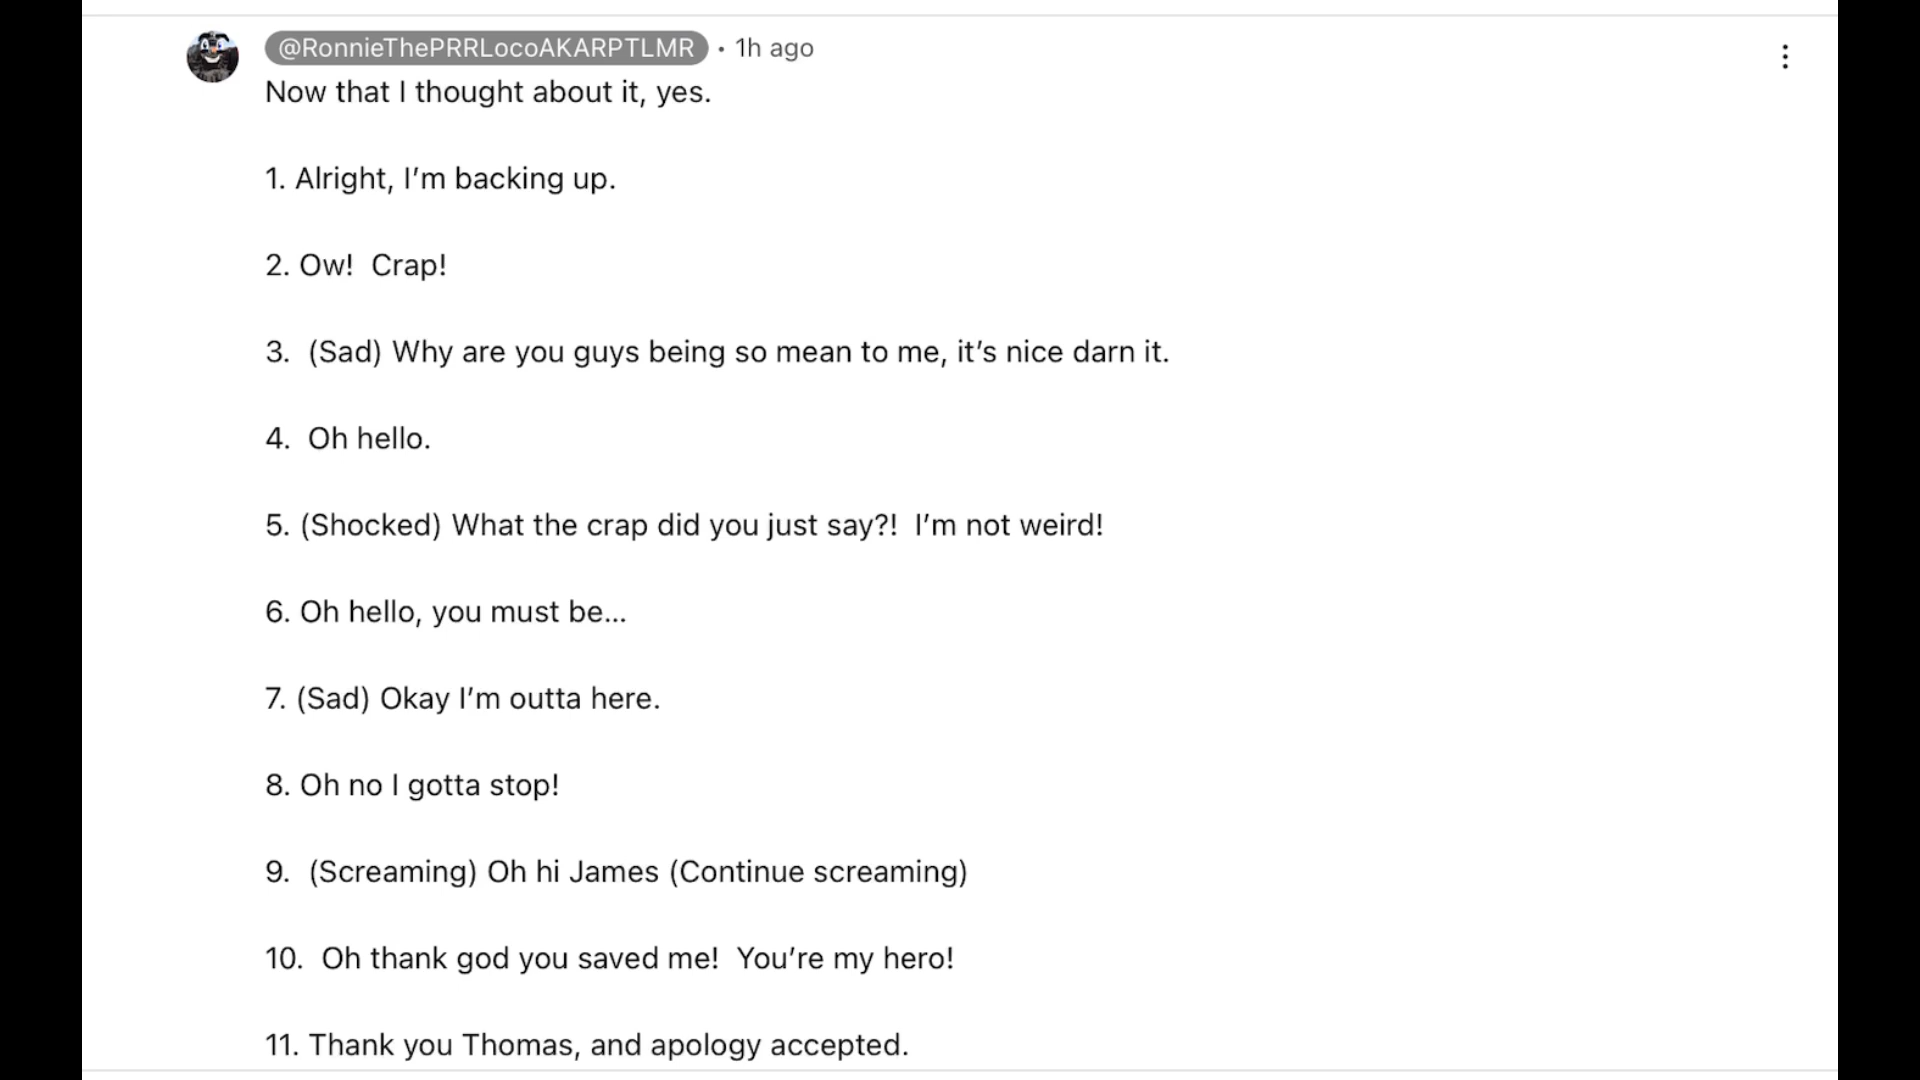 @RonnieThePRRLocoAKARPTLMR • 1h ago
Now that I thought about it, yes.
1. Alright, I’m backing up.
2. Ow!  Crap!
3.  (Sad) Why are you guys being so mean to me, it’s nice darn it.
4.  Oh hello.
5. (Shocked) What the crap did you just say?!  I’m not weird!
6. Oh hello, you must be...
7. (Sad) Okay I’m outta here.
8. Oh no I gotta stop!
9.  (Screaming) Oh hi James (Continue screaming)
10.  Oh thank god you saved me!  You’re my hero!
11. Thank you Thomas, and apology accepted.